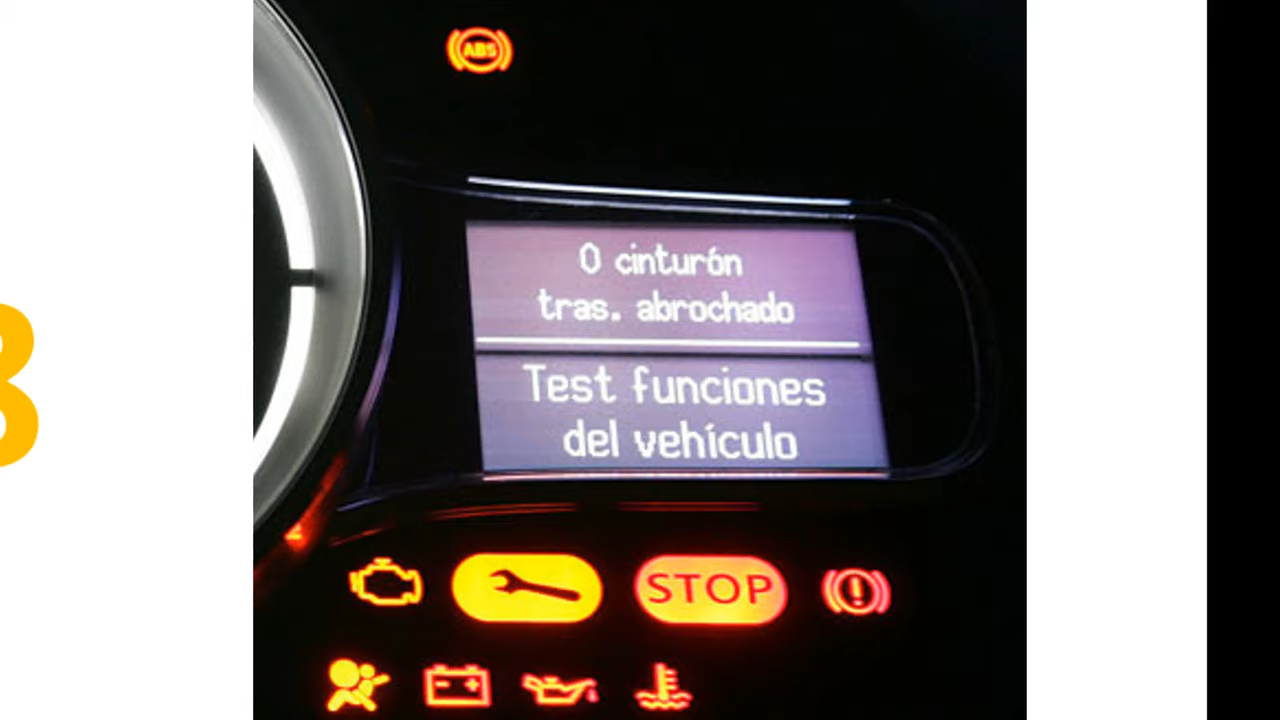 ABS
0 cinturón
tras. abrochado
Test funciones
del vehículo
STOP